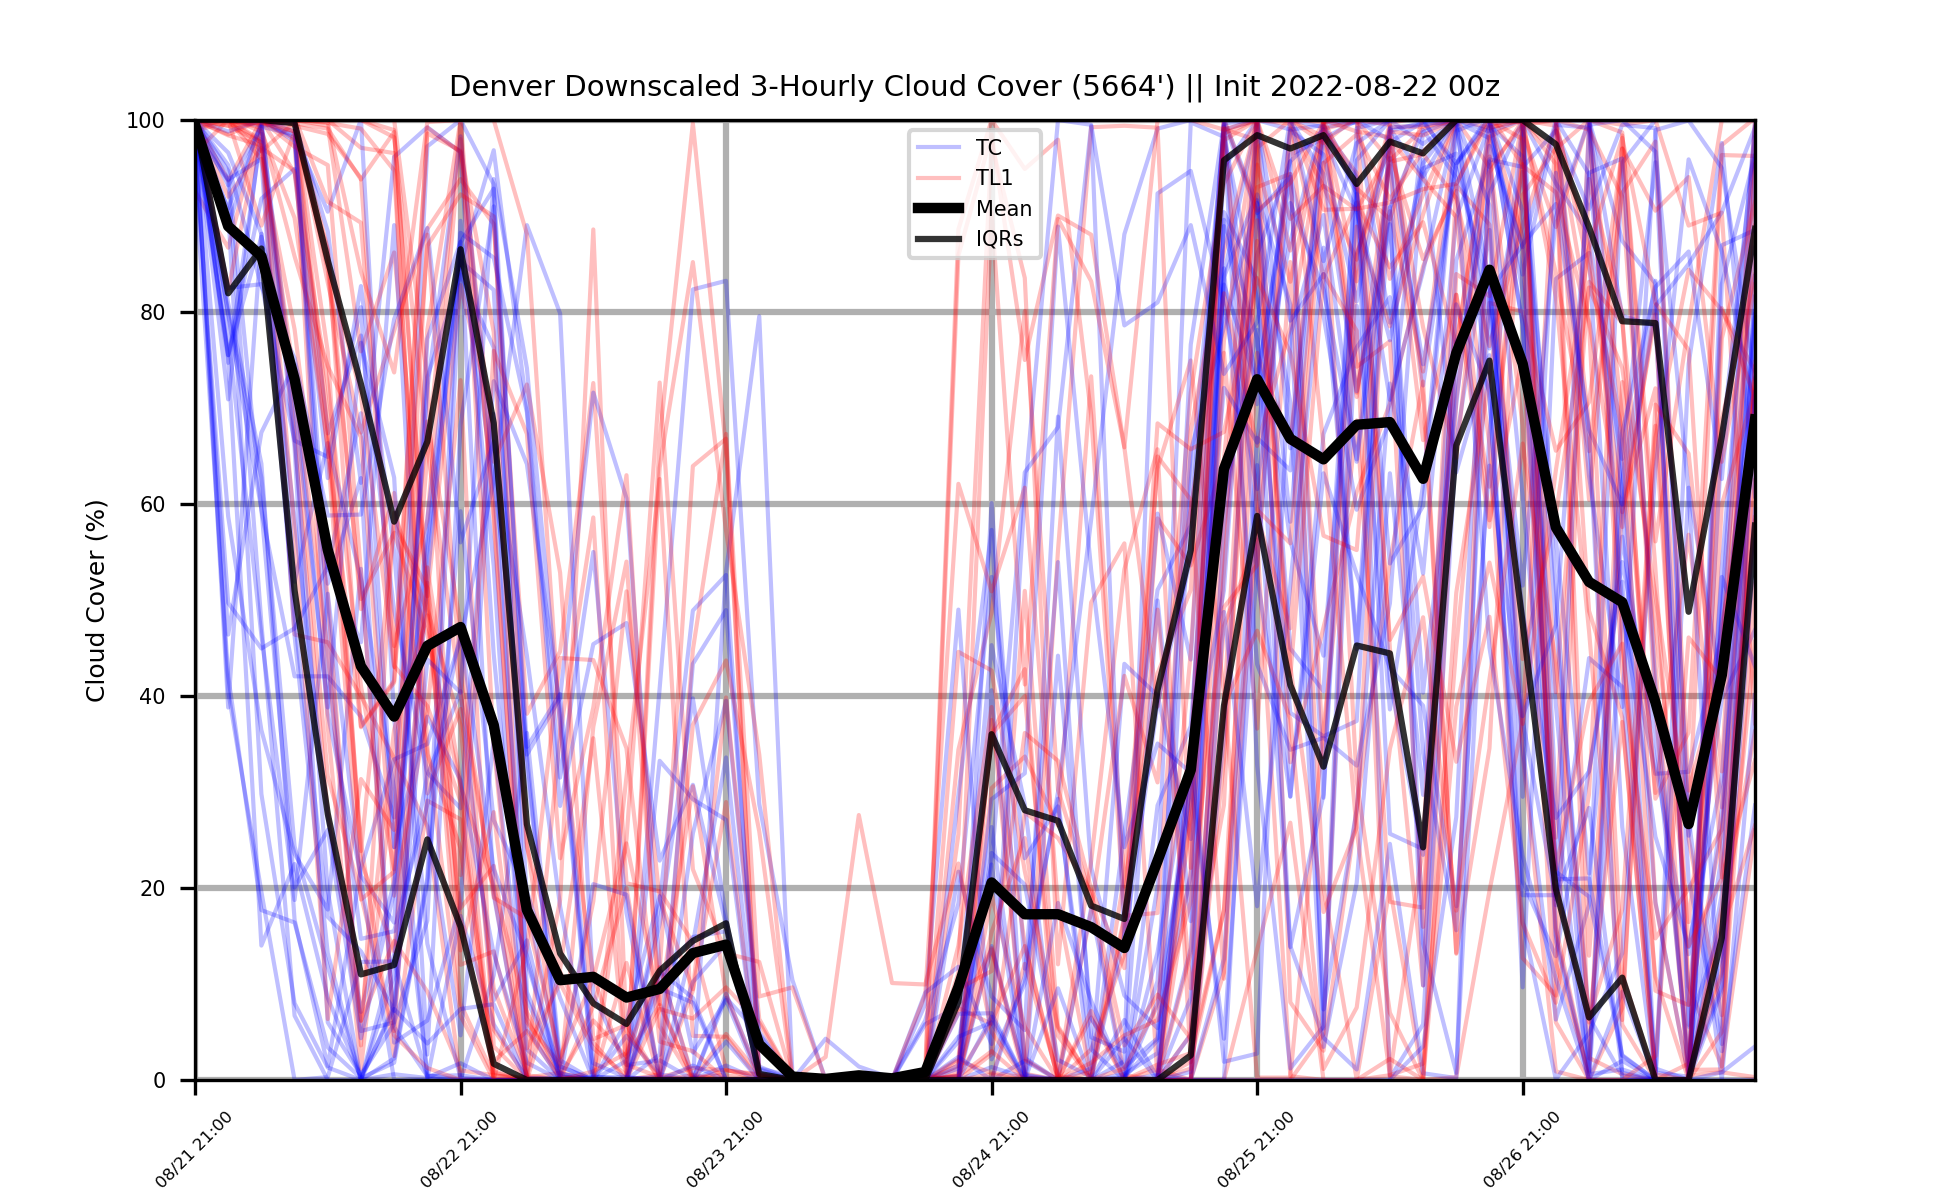 Denver Downscaled 3-Hourly Cloud Cover (5664') || Init 2022-08-22 00z
TC
TL1
Mean
IQRs
Cloud Cover (%)
100
80
60
40
20
0
08/21 21:00
08/22 21:00
08/23 21:00
08/24 21:00
08/25 21:00
08/26 21:00